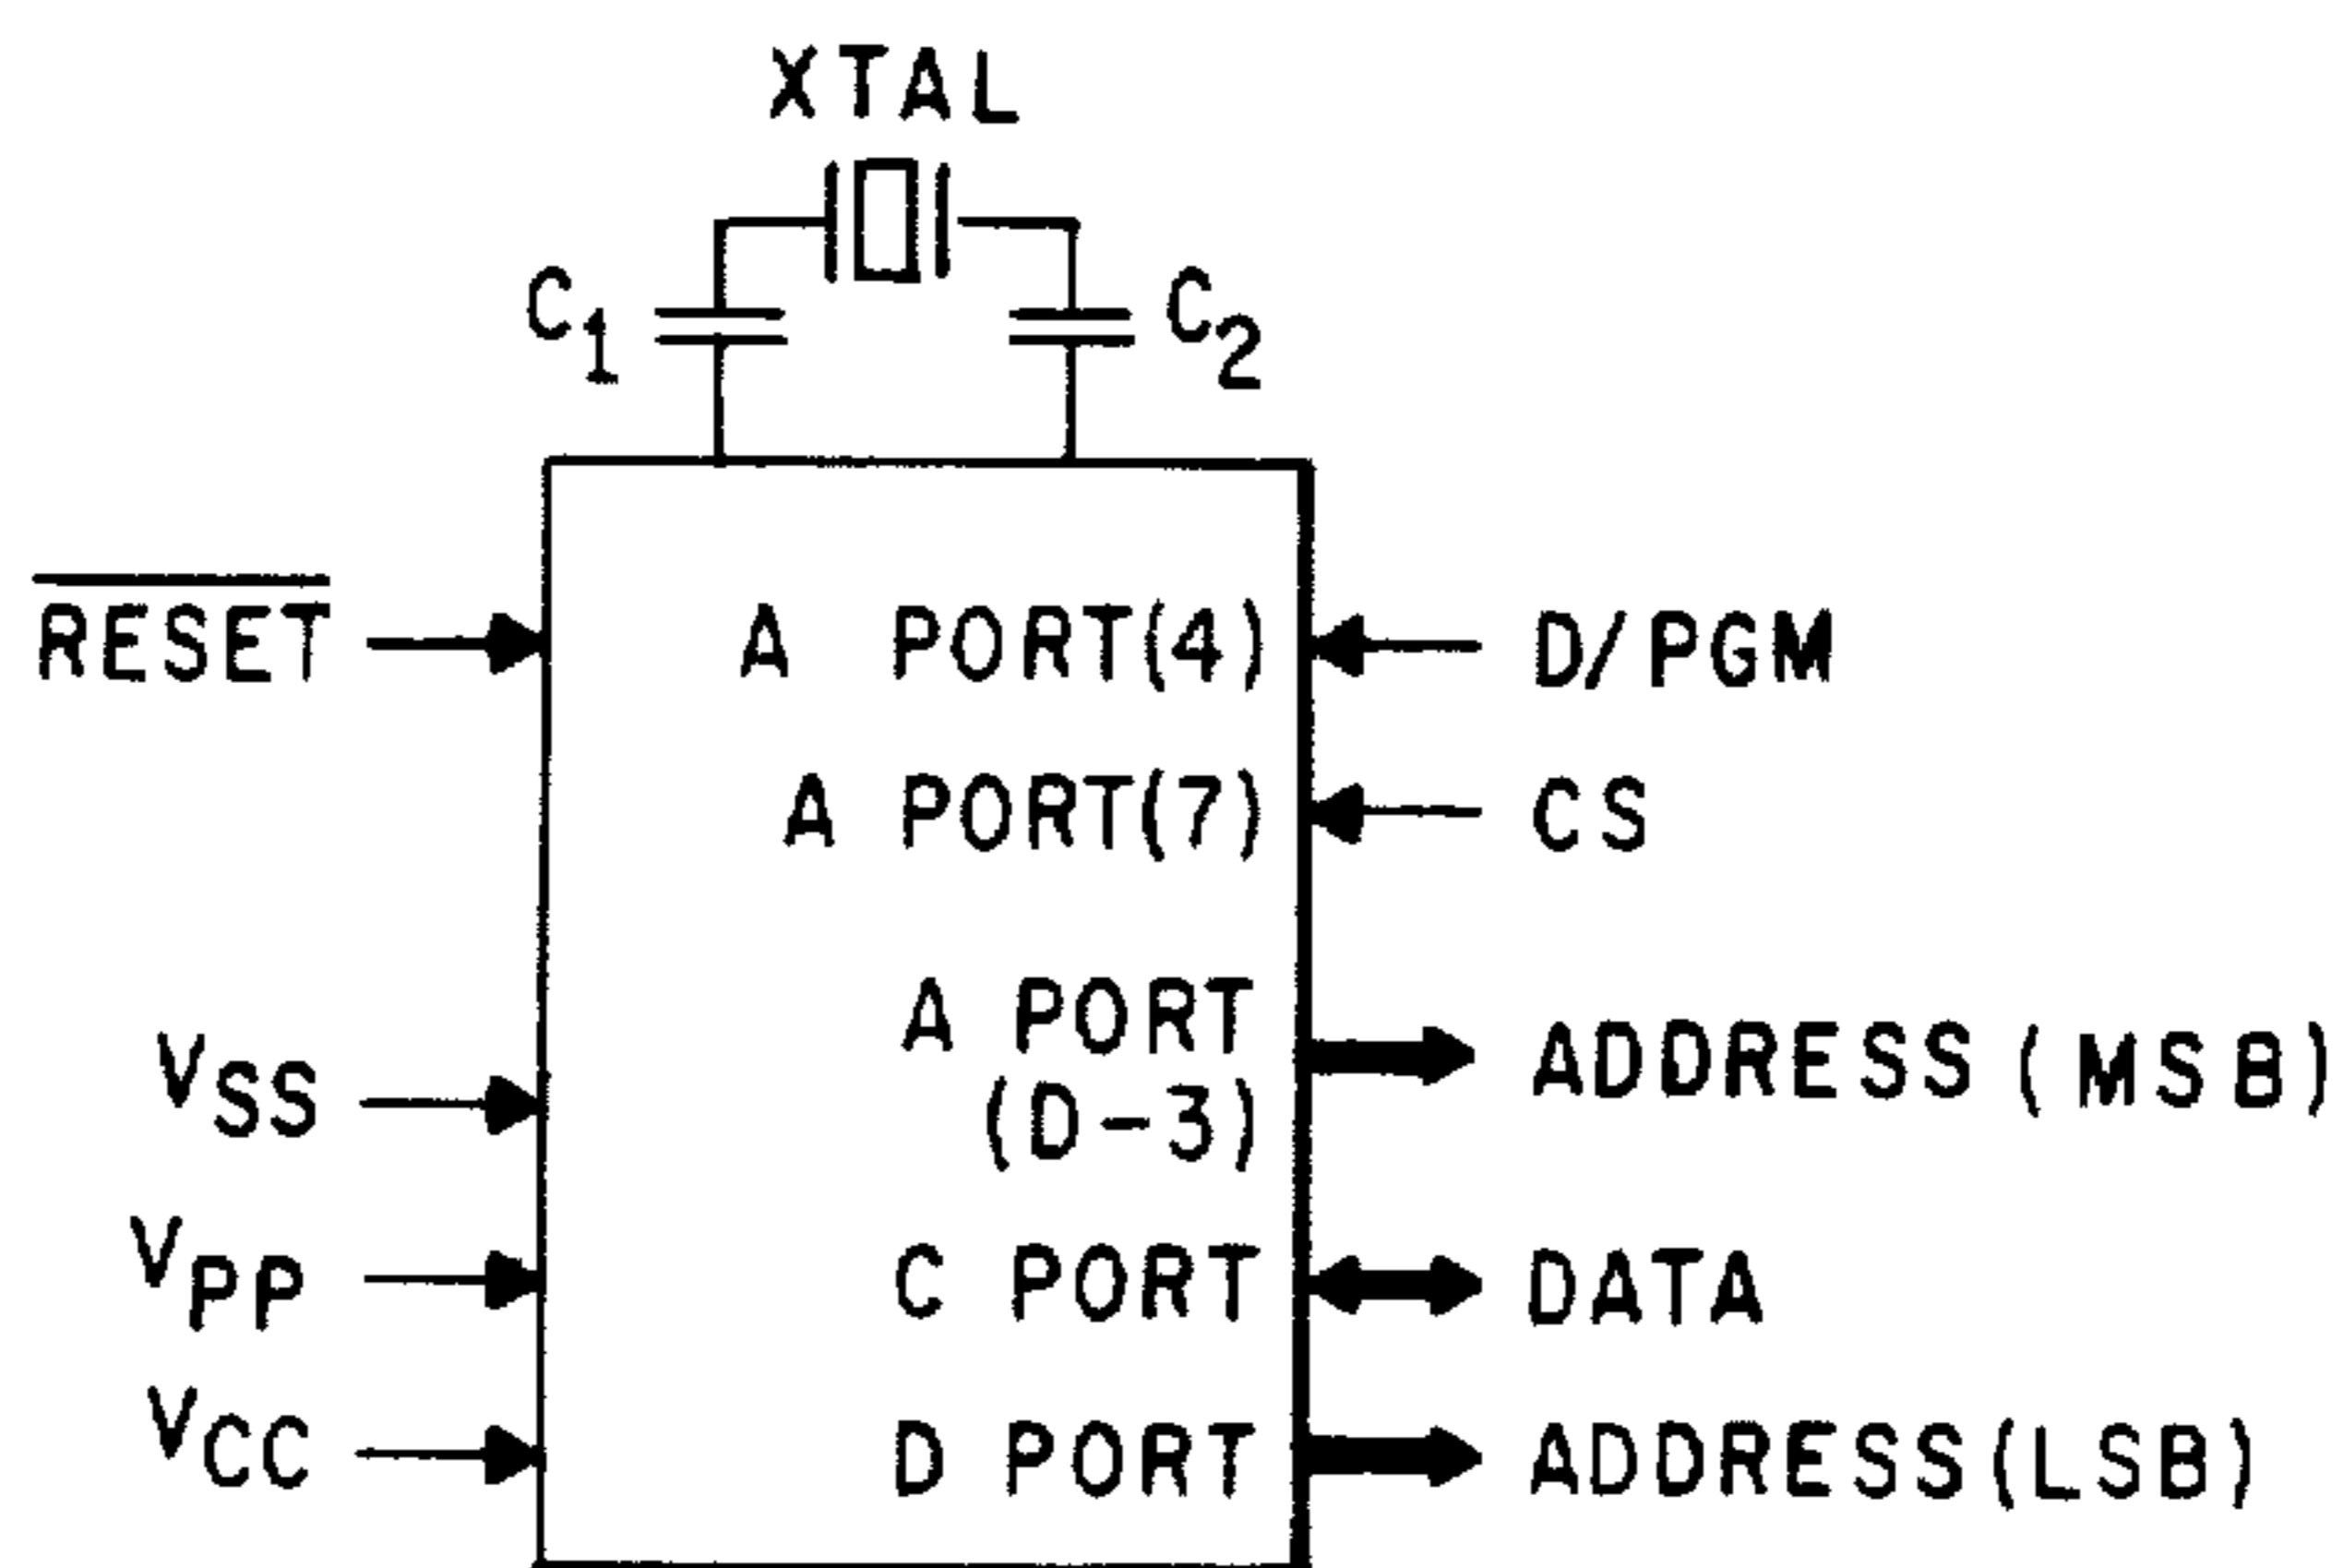 XTAL
C1
C2
RESET
A PORT(4)
D/PGM
A PORT(7)
CS
VSS
A PORT
(D-3)
ADDRESS (MSB)
VPP
C PORT
DATA
VCC
D PORT
ADDRESS(LSB)